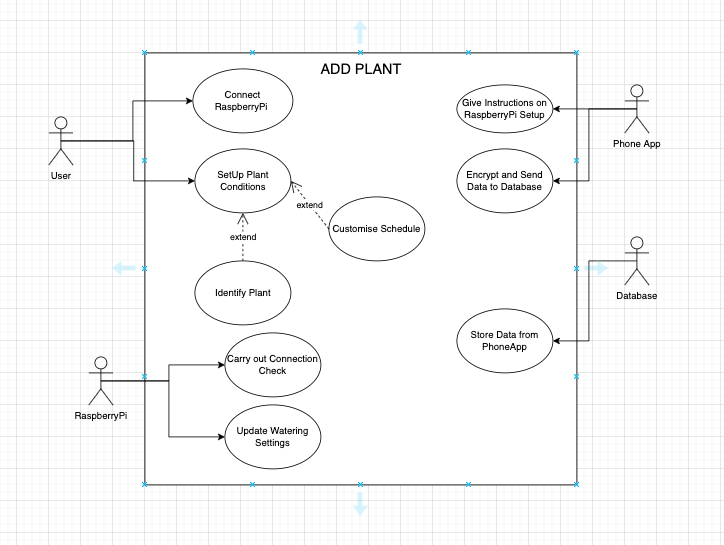 ADD PLANT
Connect
RaspberryPi
Give Instructions on
RaspberryPi Setup
User
Phone App
SetUp Plant
Conditions
Encrypt and Send
Data to Database
extend
Customise Schedule
extend
Identify Plant
Database
Store Data from
PhoneApp
Carry out Connection
Check
RaspberryPi
Update Watering
Settings